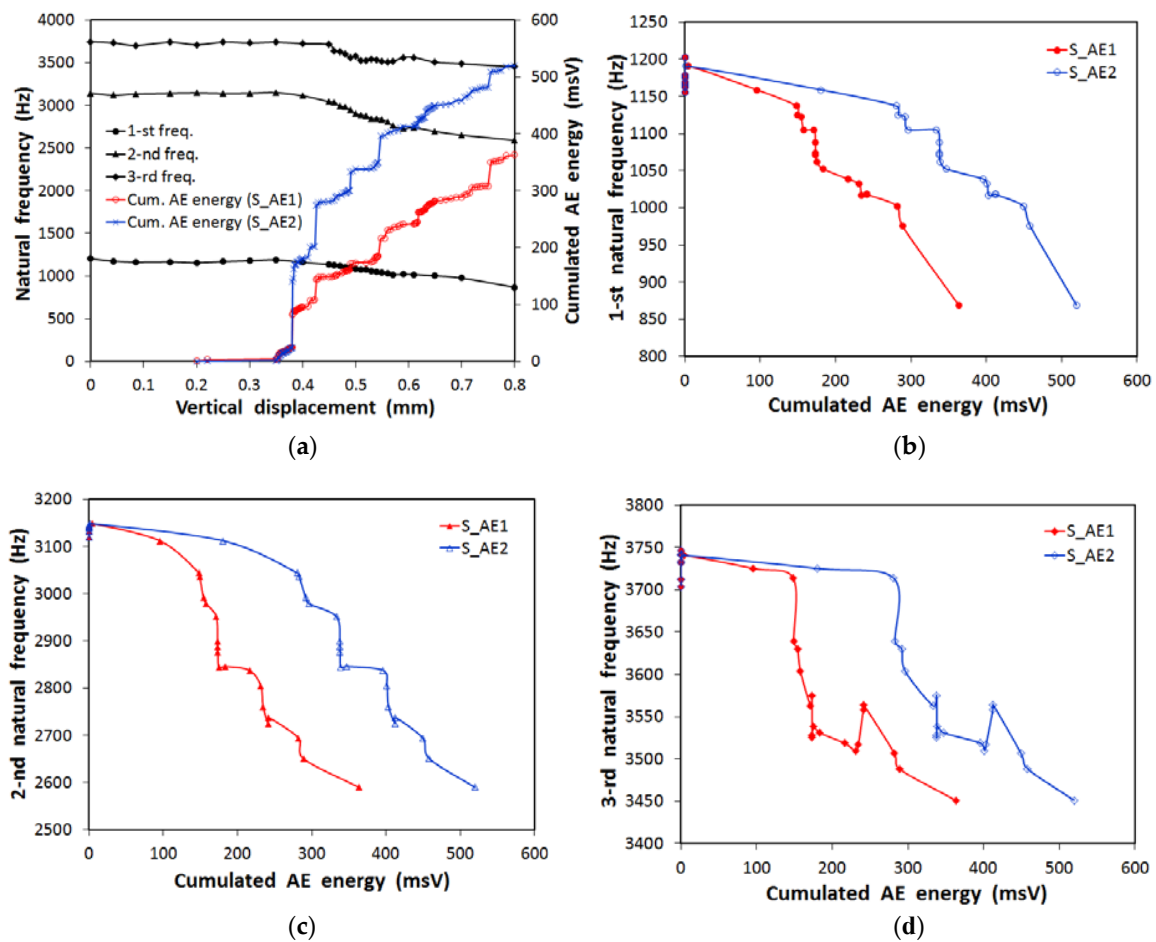 4000
3500
3000
2500
2000
1500
1000
500
0
Natural frequency (Hz)
600
500
400
300
200
100
0
Cumulated AE energy (msV)
1-st freq.
2-nd freq.
3-rd freq.
Cum. AE energy (S_AE1)
Cum. AE energy (S_AE2)
0 0.1 0.2 0.3 0.4 0.5 0.6 0.7 0.8
Vertical displacement (mm)
(a)
1250
1200
1150
1100
1050
1000
950
900
850
800
1-st natural frequency (Hz)
S_AE1
S_AE2
0 100 200 300 400 500 600
Cumulated AE energy (msV)
(b)
3200
3100
3000
2900
2800
2700
2600
2500
2-nd natural frequency (Hz)
S_AE1
S_AE2
0 100 200 300 400 500 600
Cumulated AE energy (msV)
(c)
3800
3750
3700
3650
3600
3550
3500
3450
3400
3-rd natural frequency (Hz)
S_AE1
S_AE2
0 100 200 300 400 500 600
Cumulated AE energy (msV)
(d)